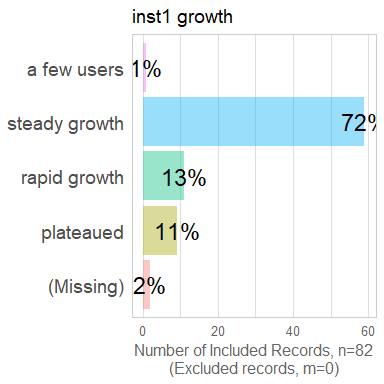 inst1 growth
a few users 1%
steady growth 72%
rapid growth 13%
plateaued 11%
(Missing) 2%
0 20 40 60
Number of Included Records, n=82
(Excluded records, m=0)